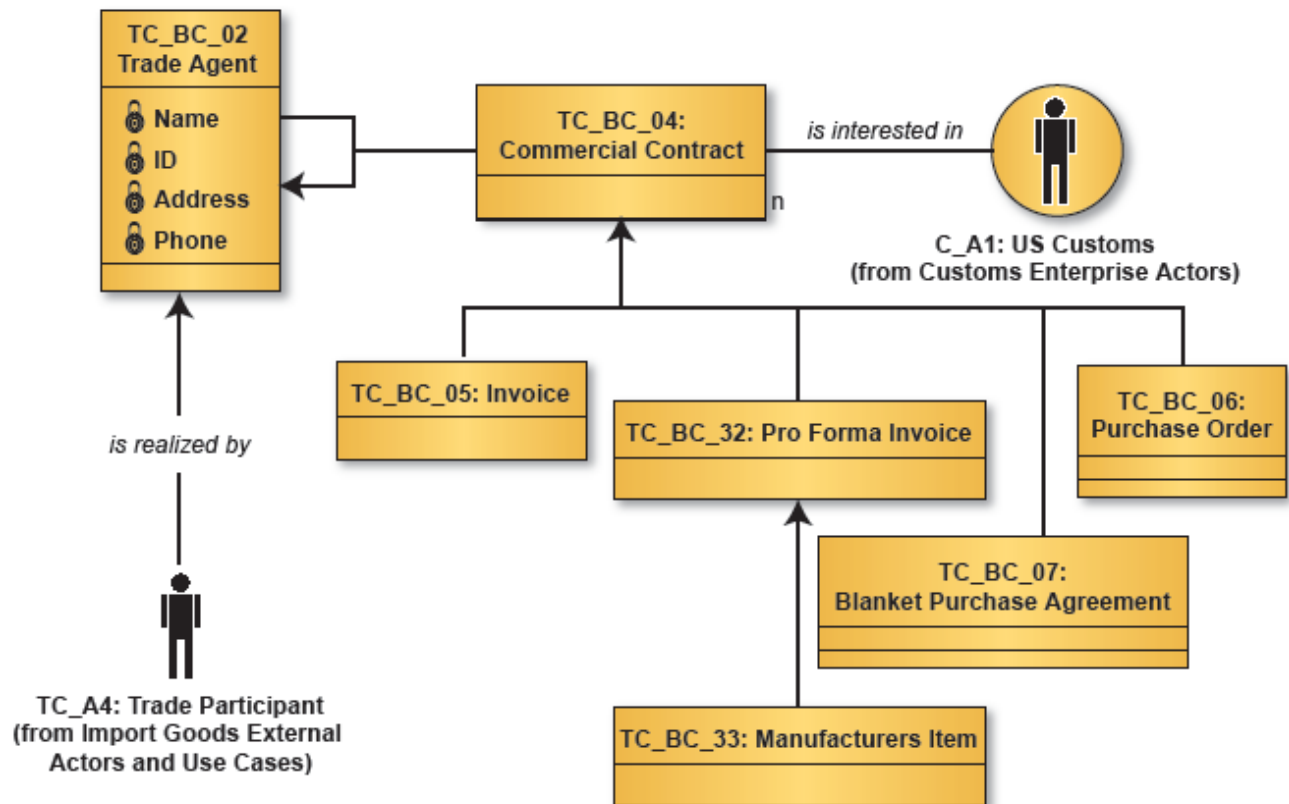 TC_BC_02
Trade Agent
Name
ID
Address
Phone
TC_BC_04:
Commercial Contract
n
is interested in
C_A1: US Customs
(from Customs Enterprise Actors)
TC_BC_05: Invoice
TC_BC_32: Pro Forma Invoice
TC_BC_06:
Purchase Order
is realized by
TC_BC_07:
Blanket Purchase Agreement
TC_A4: Trade Participant
(from Import Goods External
Actors and Use Cases)
TC_BC_33: Manufacturers Item